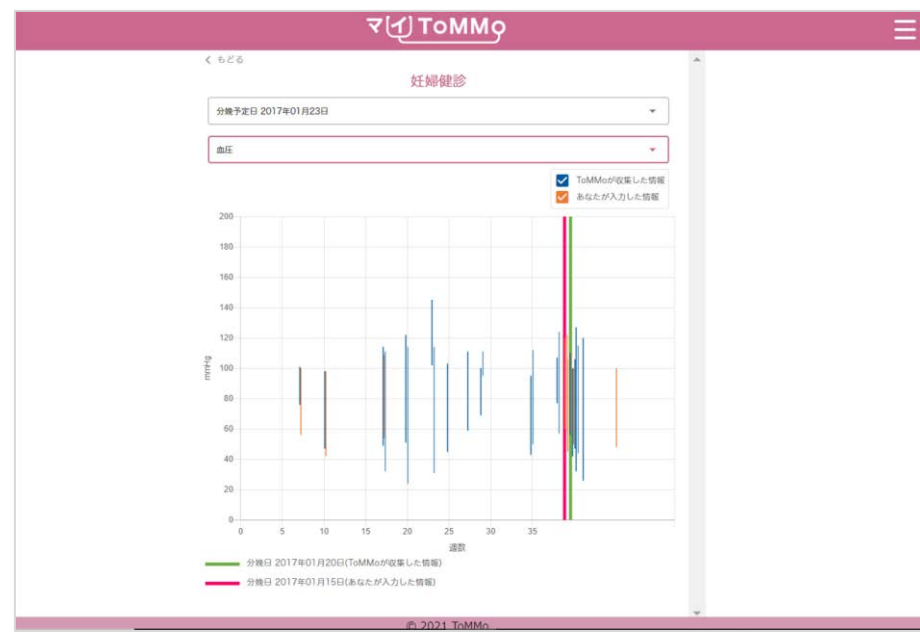 マイ ToMMo
もどる
妊婦健診
分娩予定日 2017年01月23日
血圧
ToMMoが収集した情報
あなたが入力した情報
200
180
160
140
120
100
80
60
40
20
0
mmHg
0 5 10 15 20 25 30 35
週数
分娩日 2017年01月20日(ToMMoが収集した情報)
分娩日 2017年01月15日(あなたが入力した情報)
© 2021 ToMMo